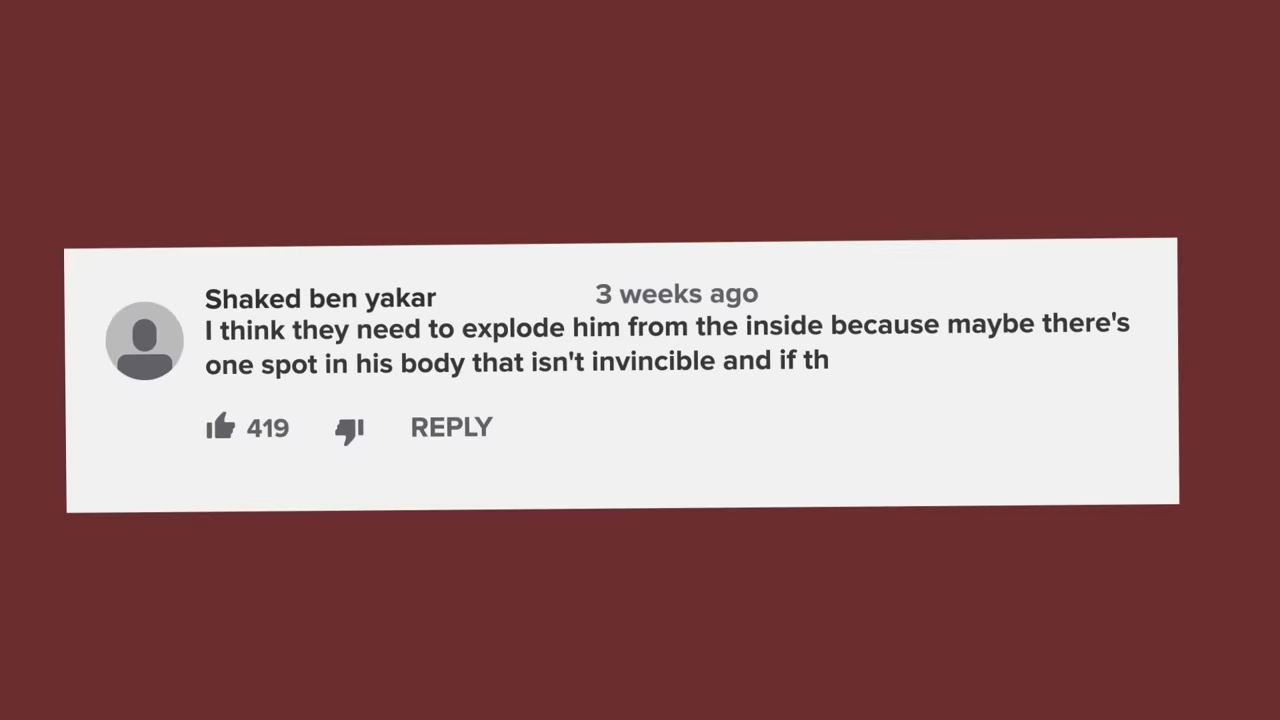 Shaked ben yakar 3 weeks ago
I think they need to explode him from the inside because maybe there's
one spot in his body that isn't invincible and if th
419 REPLY